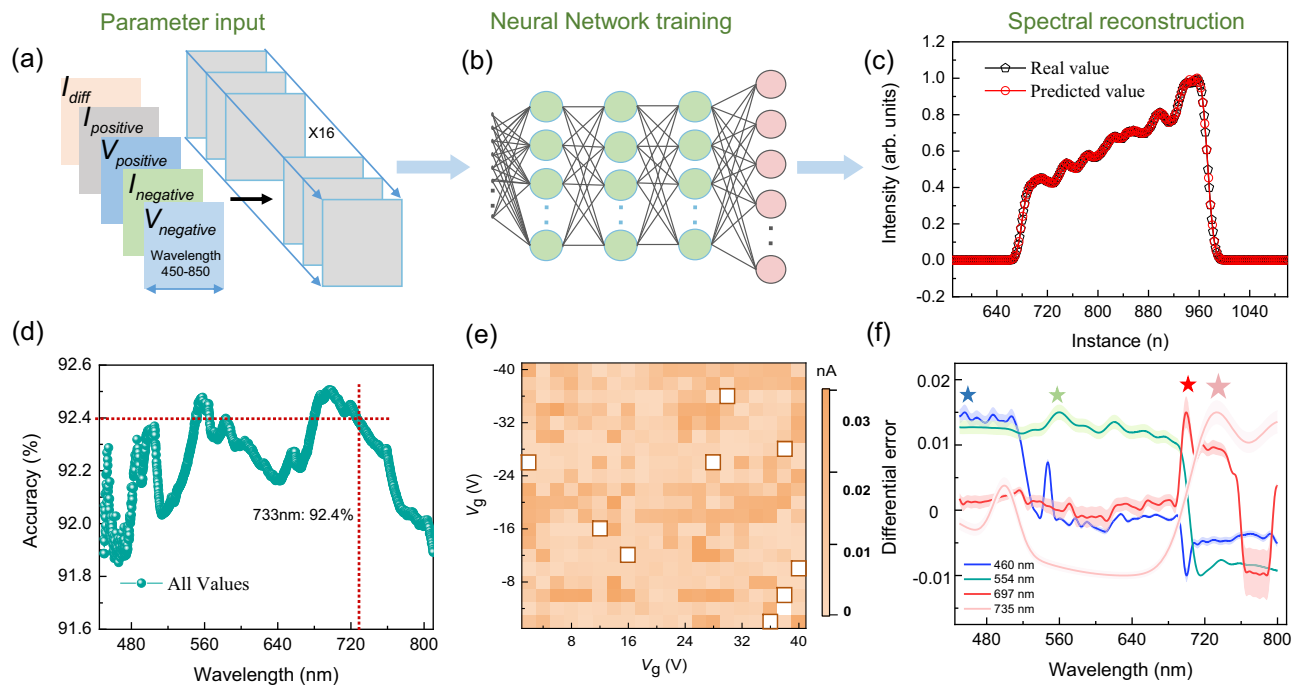 Parameter input
Neural Network training
Spectral reconstruction
(a)
I_diff
I_positive
V_positive
I_negative
V_negative
Wavelength
450-850
X16
(b)
(c)
1.2
1.0
0.8
0.6
0.4
0.2
0.0
-0.2
Intensity (arb. units)
Real value
Predicted value
640
720
800
880
960
1040
Instance (n)
(d)
92.6
92.4
92.2
92.0
91.8
91.6
Accuracy (%)
733nm: 92.4%
All Values
480
560
640
720
800
Wavelength (nm)
(e)
nA
-40
-32
-26
-16
-8
V_g (V)
8
16
24
32
40
V_g (V)
0.03
0.02
0.01
0
(f)
0.02
0.01
0
-0.01
Differential error
460 nm
554 nm
697 nm
735 nm
480
560
640
720
800
Wavelength (nm)